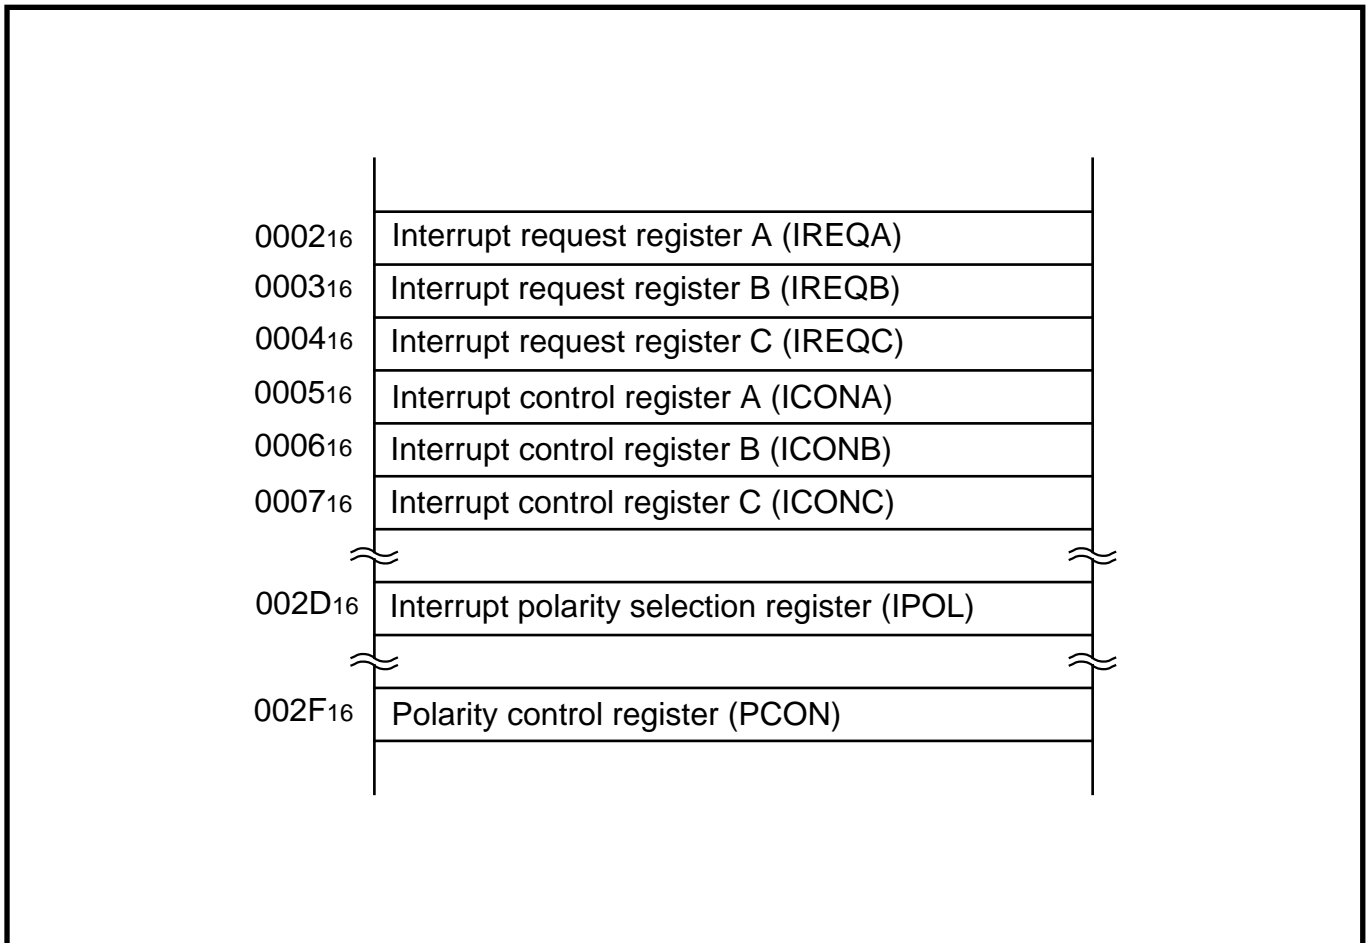 0002₁₆ Interrupt request register A (IREQA)
0003₁₆ Interrupt request register B (IREQB)
0004₁₆ Interrupt request register C (IREQC)
0005₁₆ Interrupt control register A (ICONA)
0006₁₆ Interrupt control register B (ICONB)
0007₁₆ Interrupt control register C (ICONC)
002D₁₆ Interrupt polarity selection register (IPOL)
002F₁₆ Polarity control register (PCON)